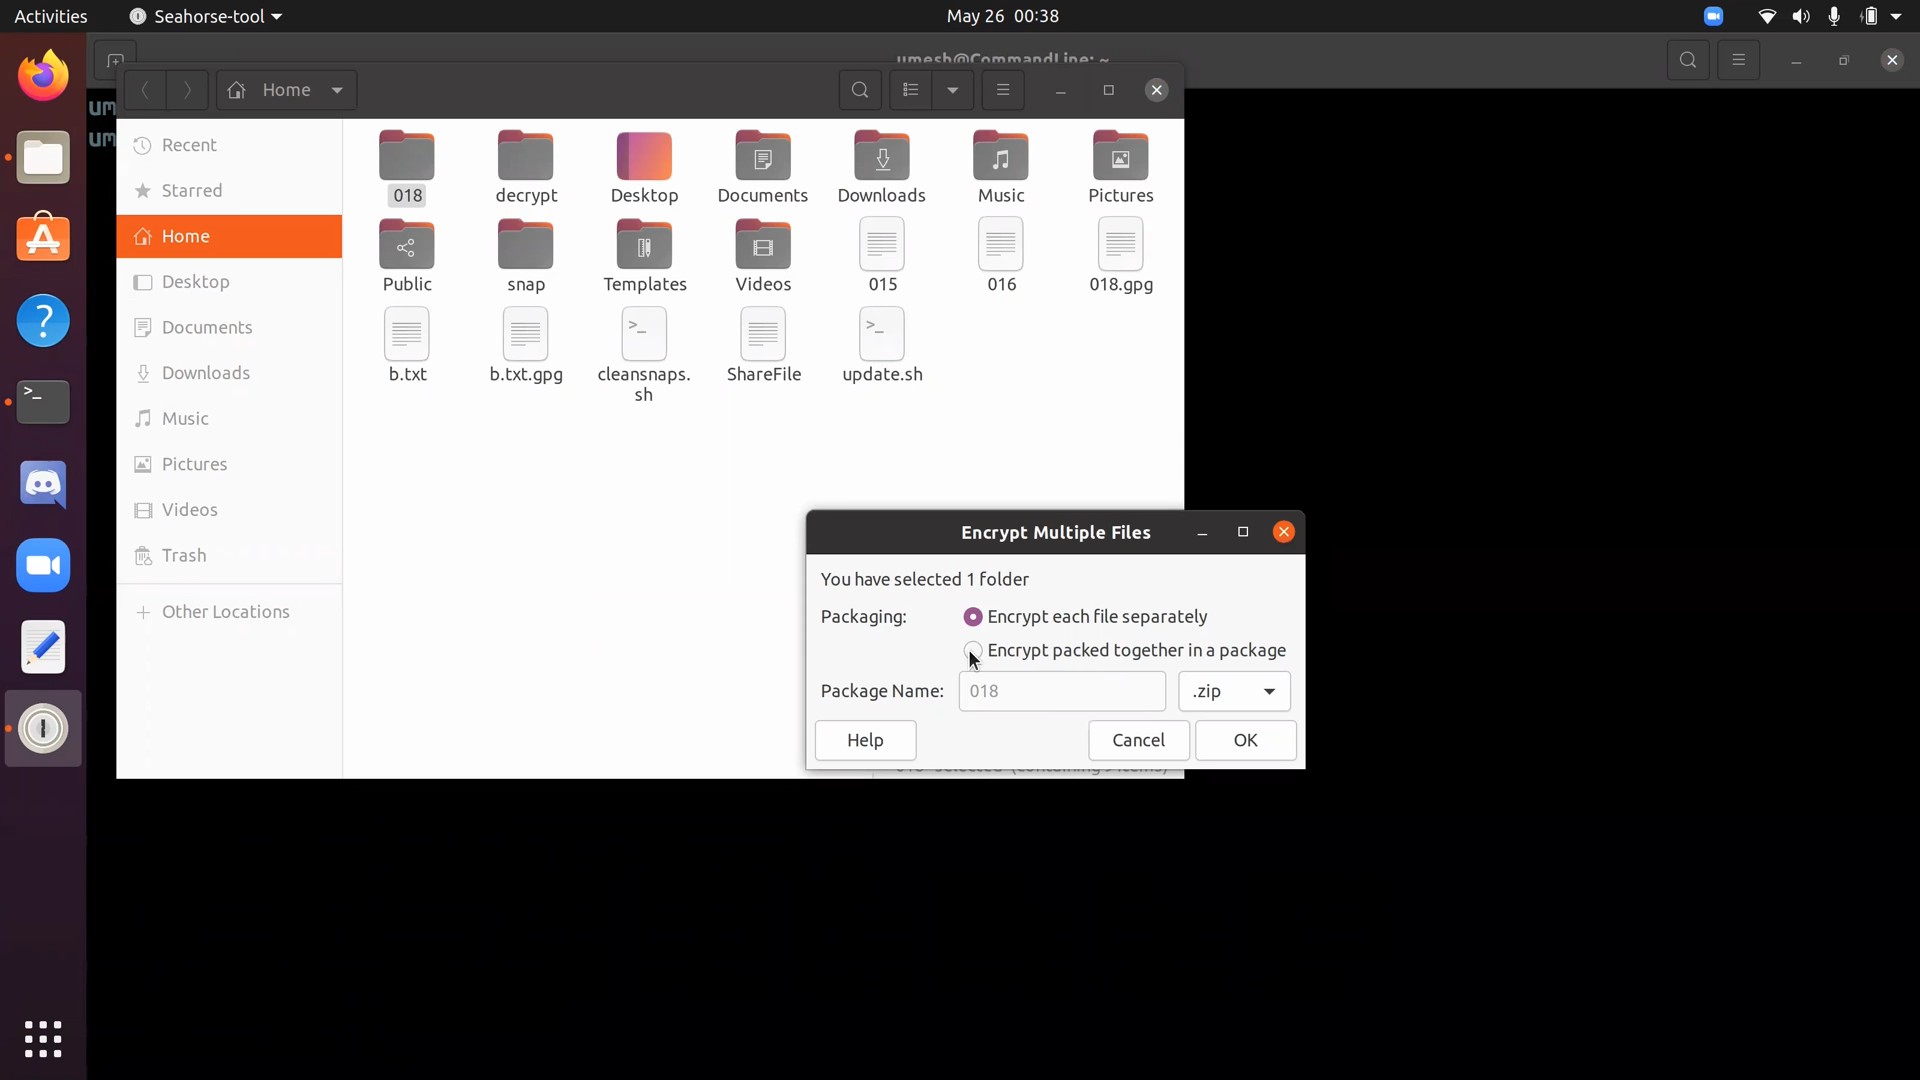 Activities
Seahorse-tool
May 26 00:38
umesh@CommandLine: ~
Home
um
um
Recent
Starred
Home
Desktop
Documents
Downloads
Music
Pictures
Videos
Trash
+ Other Locations
018
decrypt
Desktop
Documents
Downloads
Music
Pictures
Public
snap
Templates
Videos
015
016
018.gpg
b.txt
b.txt.gpg
cleansnaps.
sh
ShareFile
update.sh
Encrypt Multiple Files
You have selected 1 folder
Packaging:
Encrypt each file separately
Encrypt packed together in a package
Package Name:
018
.zip
Help
Cancel
OK